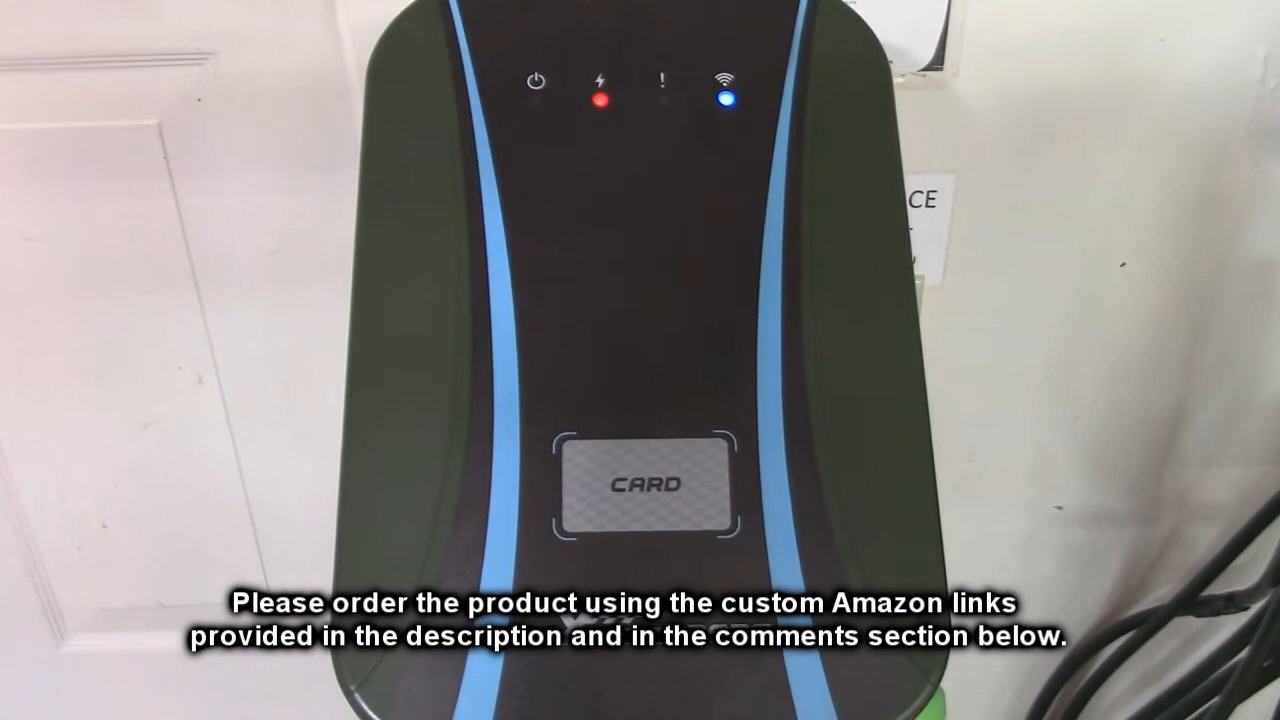 !
CE
CARD
Please order the product using the custom Amazon links
provided in the description and in the comments section below.